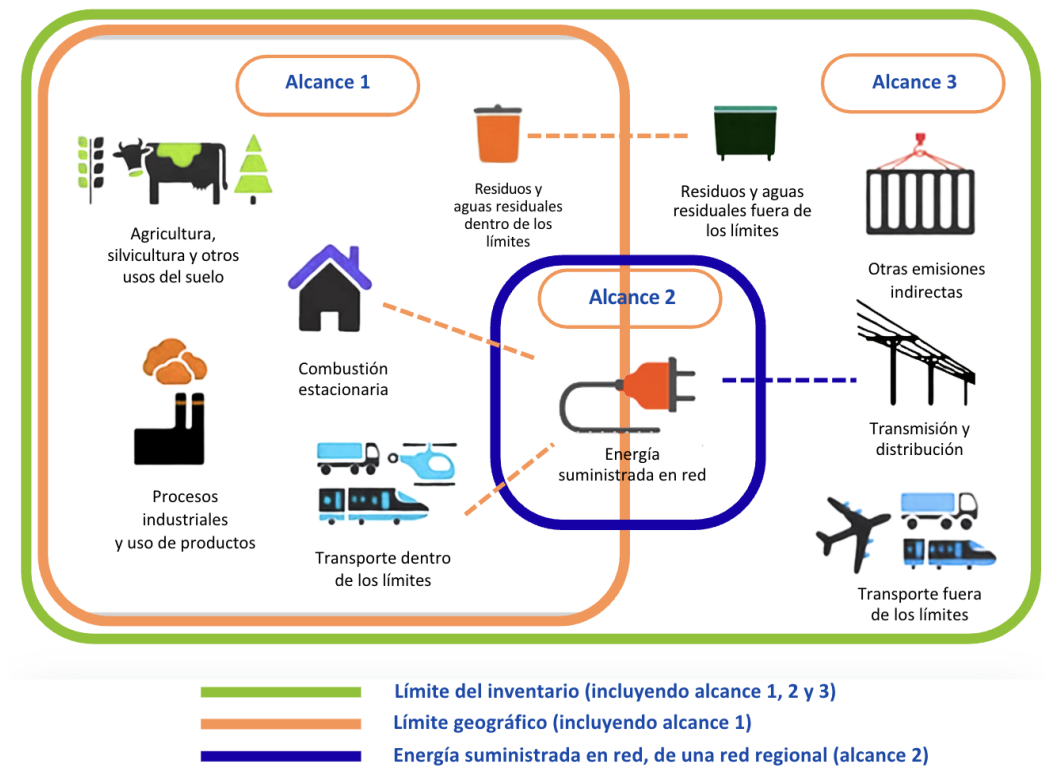 Alcance 1
Alcance 3
Residuos y
aguas residuales
dentro de los
límites
Residuos y aguas
residuales fuera de
los límites
Agricultura,
silvicultura y otros
usos del suelo
Otras emisiones
indirectas
Alcance 2
Combustión
estacionaria
Transmisión y
distribución
Energía
suministrada en red
Procesos
industriales
y uso de productos
Transporte dentro
de los límites
Transporte fuera
de los límites
Límite del inventario (incluyendo alcance 1, 2 y 3)
Límite geográfico (incluyendo alcance 1)
Energía suministrada en red, de una red regional (alcance 2)